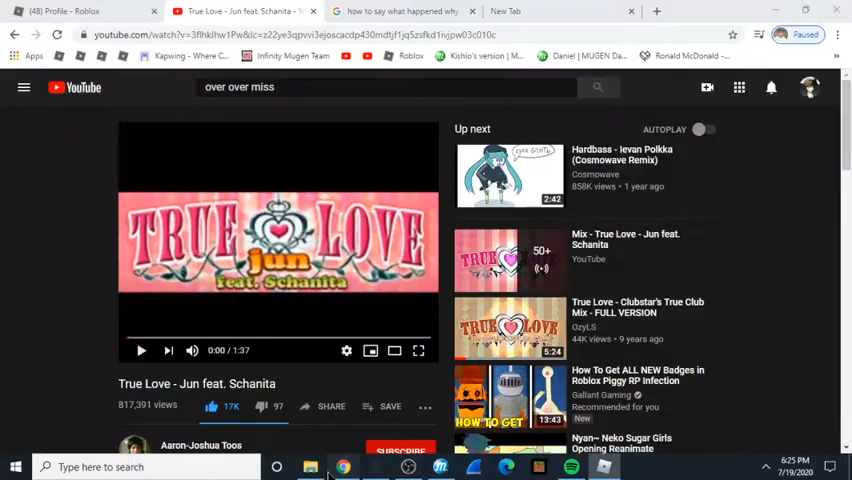 (48) Profile - Roblox
True Love - Jun feat. Schanita - Y
how to say what happened why
New Tab
youtube.com/watch?v=3flhklhw1Pw&lc=z22ye3qpvvi3ejoscacdp430mdtjf1jq5zsfkd1ivjpw03c010c
Paused
Apps
Kapwing - Where C...
Infinity Mugen Team
Roblox
Kishio's version | M...
Daniel | MUGEN Da...
Ronald McDonald -...
YouTube
over over miss
TRUE LOVE
jun
feat. Schanita
0:00 / 1:37
True Love - Jun feat. Schanita
817,391 views
17K
97
SHARE
SAVE
Aaron-Joshua Toos
SUBSCRIBE
Up next
AUTOPLAY
2:42
Hardbass - Ievan Polkka
(Cosmowave Remix)
Cosmowave
858K views • 1 year ago
50+
Mix - True Love - Jun feat.
Schanita
YouTube
TRUE LOVE
5:24
True Love - Clubstar's True Club
Mix - FULL VERSION
OzyLS
44K views • 9 years ago
HOW TO GET
13:43
How To Get ALL NEW Badges in
Roblox Piggy RP Infection
Gallant Gaming
Recommended for you
New
Nyan~ Neko Sugar Girls
Opening Reanimate
Type here to search
6:25 PM
7/19/2020